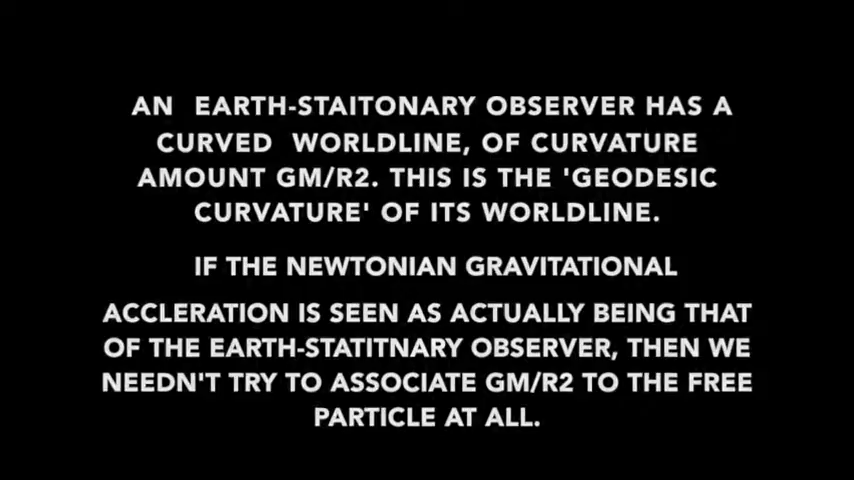 AN EARTH-STAITONARY OBSERVER HAS A
CURVED WORLDLINE, OF CURVATURE
AMOUNT GM/R2. THIS IS THE 'GEODESIC
CURVATURE' OF ITS WORLDLINE.
IF THE NEWTONIAN GRAVITATIONAL
ACCLERATION IS SEEN AS ACTUALLY BEING THAT
OF THE EARTH-STATITNARY OBSERVER, THEN WE
NEEDN'T TRY TO ASSOCIATE GM/R2 TO THE FREE
PARTICLE AT ALL.